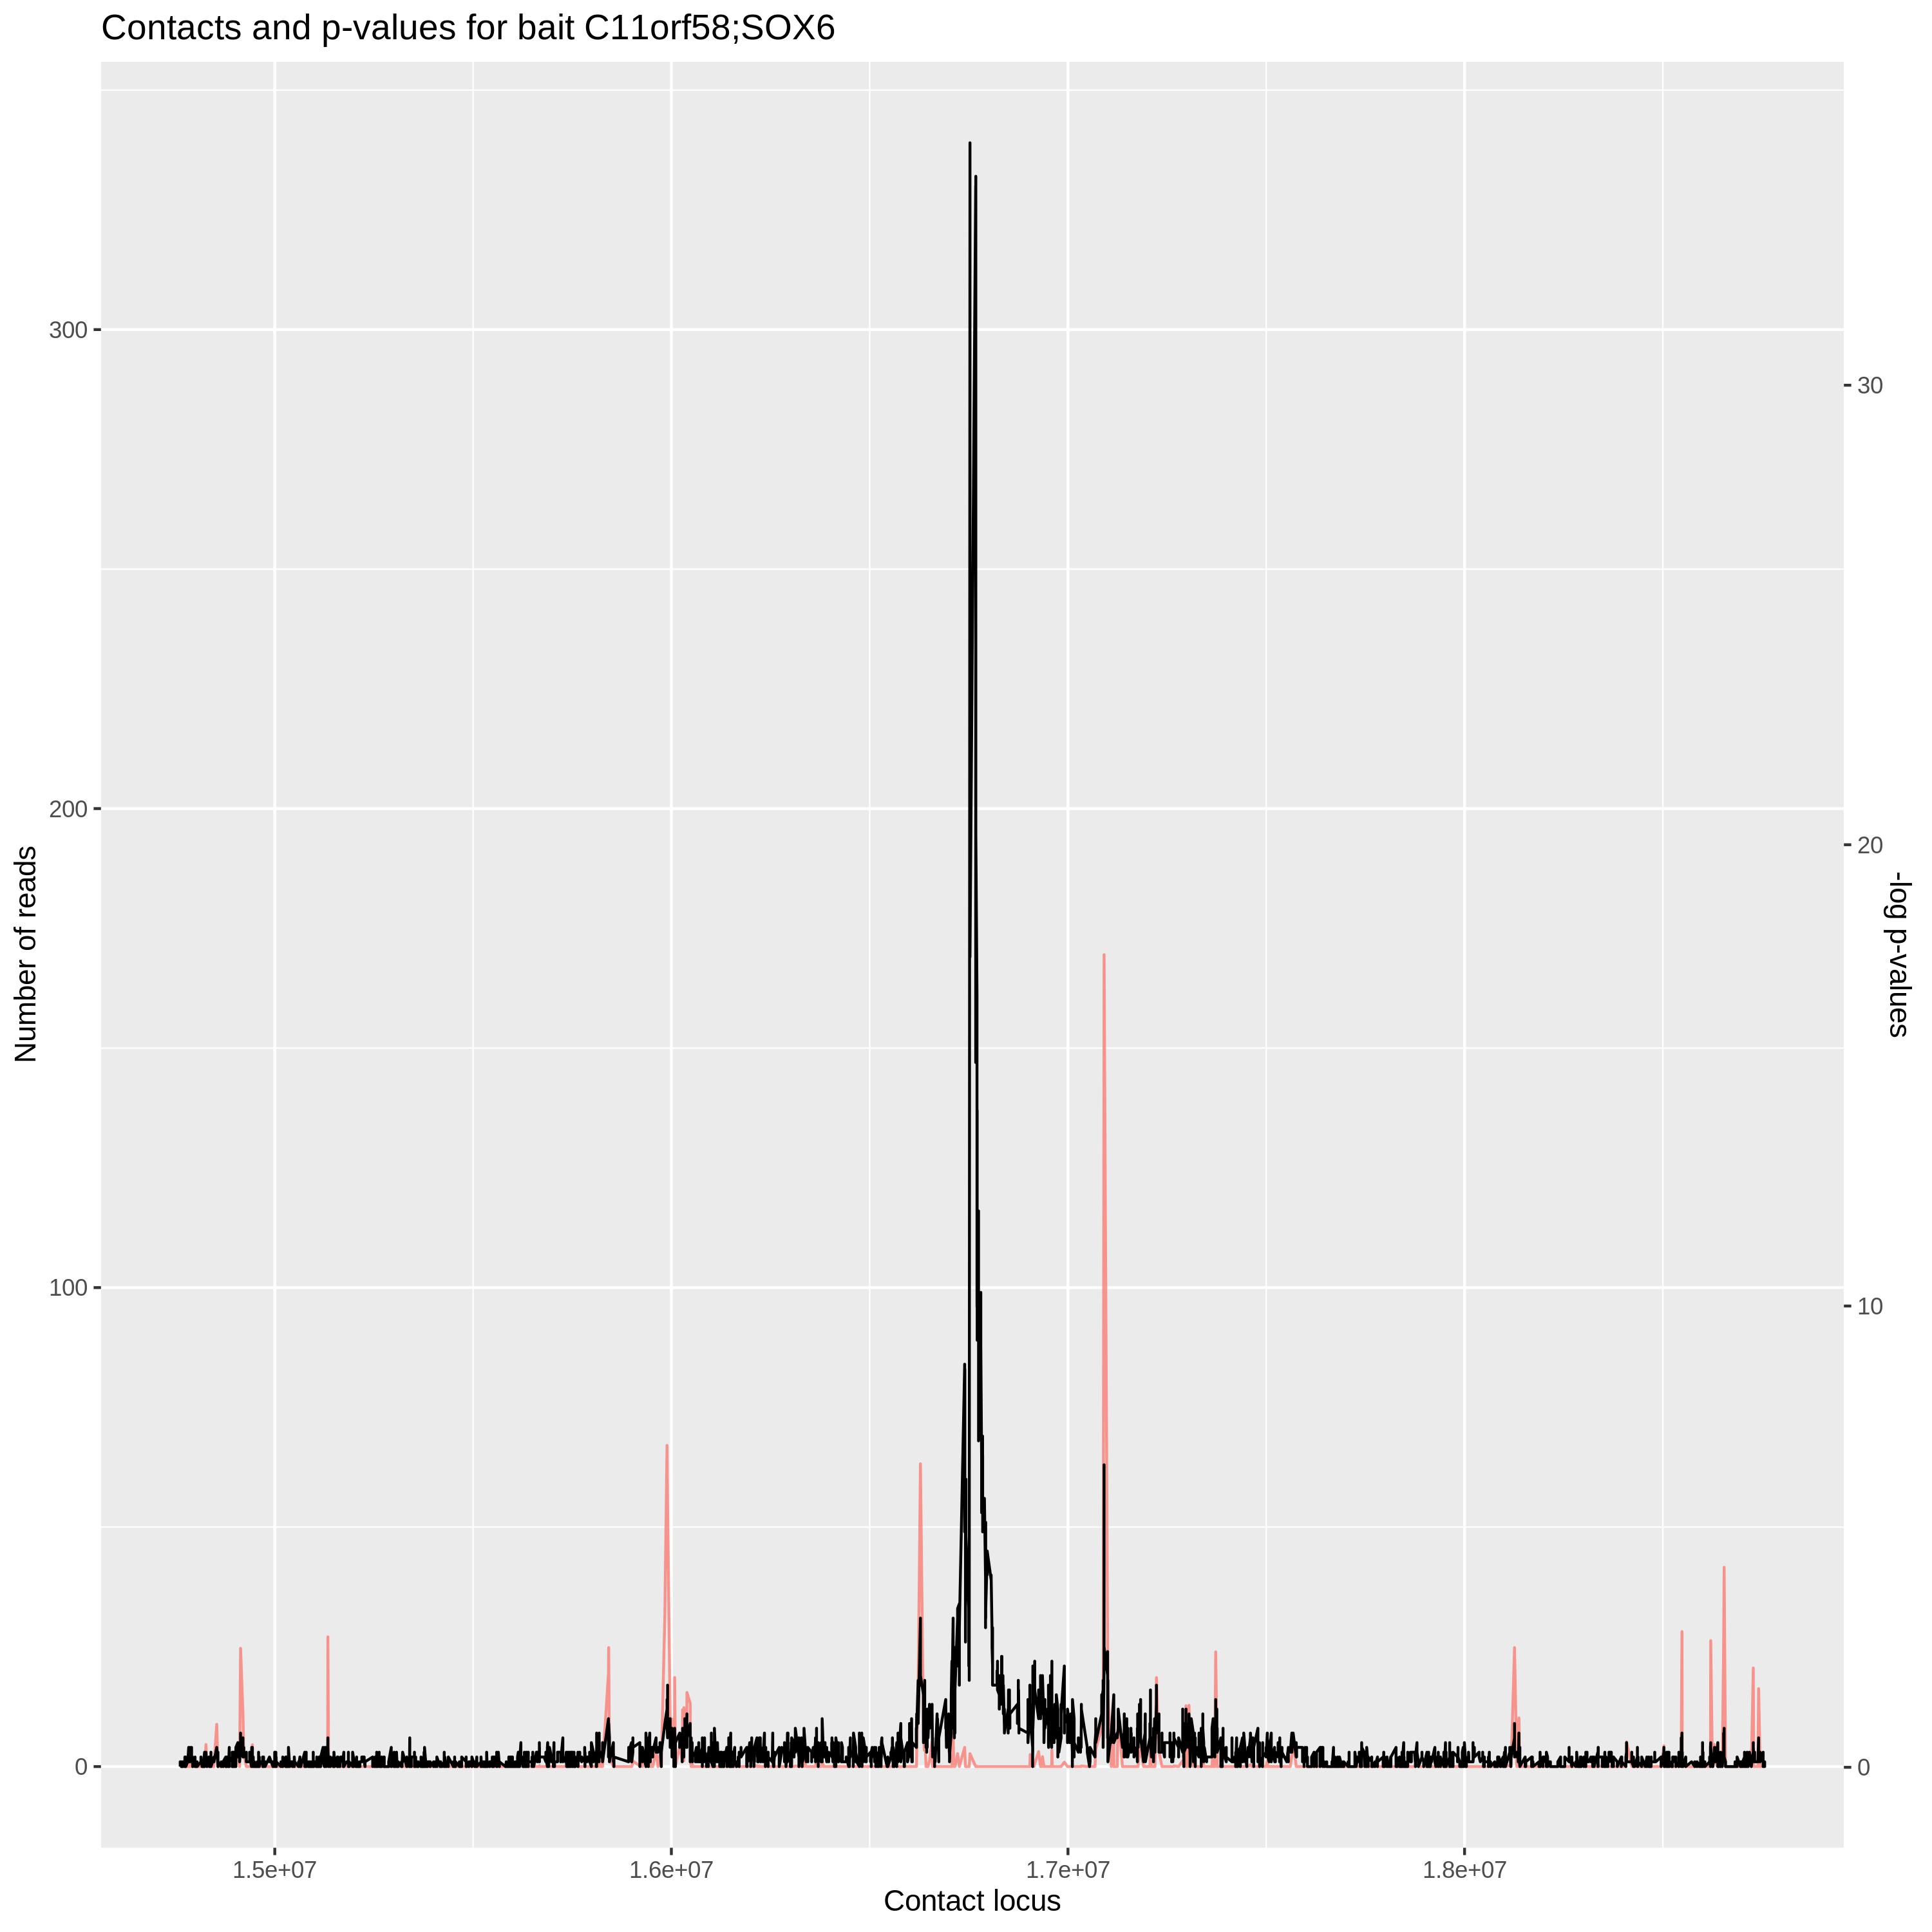 Contacts and p-values for bait C11orf58;SOX6
Number of reads
300
200
100
0
30
20
10
0
-log p-values
1.5e+07
1.6e+07
1.7e+07
1.8e+07
Contact locus